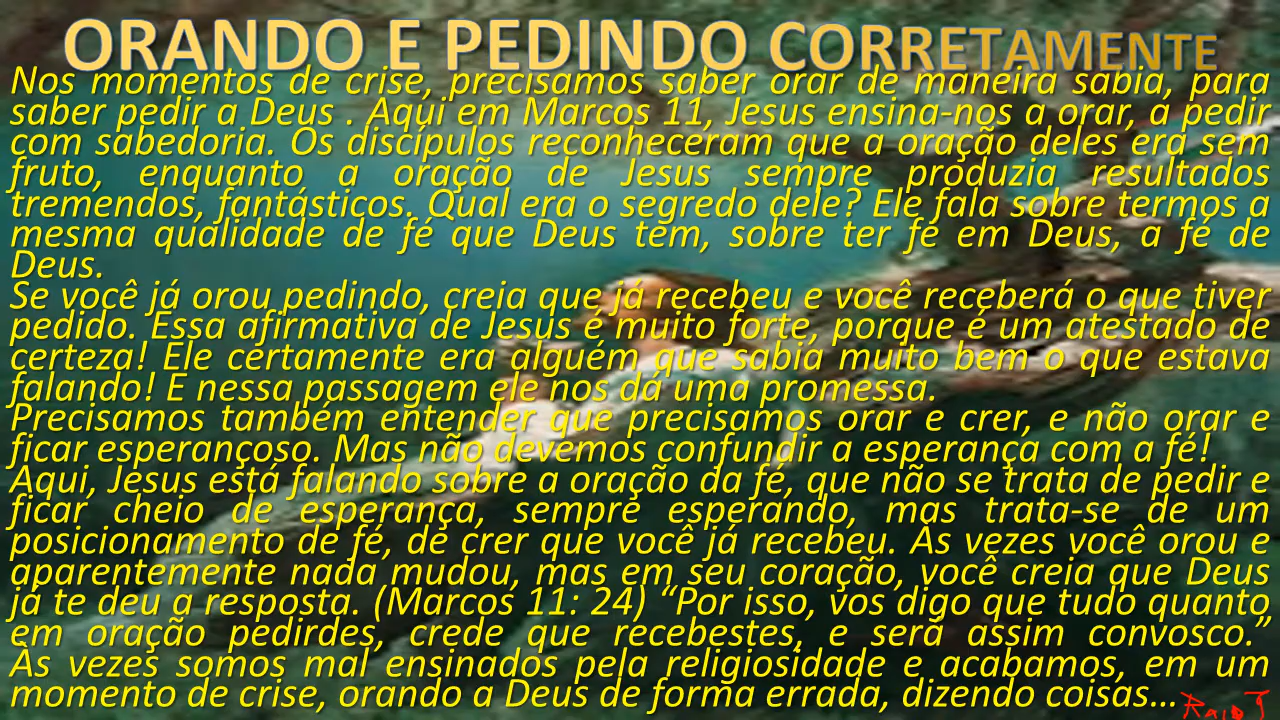 ORANDO E PEDINDO CORRETAMENTE
Nos momentos de crise, precisamos saber orar de maneira sábia, para
saber pedir a Deus . Aqui em Marcos 11, Jesus ensina-nos a orar, a pedir
com sabedoria. Os discípulos reconheceram que a oração deles era sem
fruto, enquanto a oração de Jesus sempre produzia resultados
tremendos, fantásticos. Qual era o segredo dele? Ele fala sobre termos a
mesma qualidade de fé que Deus tem, sobre ter fé em Deus, a fé de
Deus.
Se você já orou pedindo, creia que já recebeu e você receberá o que tiver
pedido. Essa afirmativa de Jesus é muito forte, porque é um atestado de
certeza! Ele certamente era alguém que sabia muito bem o que estava
falando! E nessa passagem ele nos dá uma promessa.
Precisamos também entender que precisamos orar e crer, e não orar e
ficar esperançoso. Mas não devemos confundir a esperança com a fé!
Aqui, Jesus está falando sobre a oração da fé, que não se trata de pedir e
ficar cheio de esperança, sempre esperando, mas trata-se de um
posicionamento de fé, de crer que você já recebeu. Às vezes você orou e
aparentemente nada mudou, mas em seu coração, você creia que Deus
já te deu a resposta. (Marcos 11: 24) “Por isso, vos digo que tudo quanto
em oração pedirdes, crede que recebestes, e será assim convosco.”
Às vezes somos mal ensinados pela religiosidade e acabamos, em um
momento de crise, orando a Deus de forma errada, dizendo coisas...